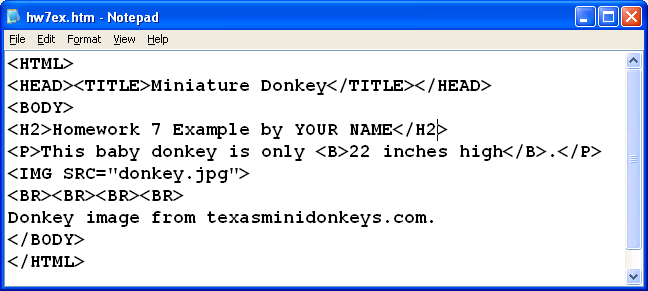 hw7ex.htm - Notepad
File Edit Format View Help
<HTML>
<HEAD><TITLE>Miniature Donkey</TITLE></HEAD>
<BODY>
<H2>Homework 7 Example by YOUR NAME</H2>
<P>This baby donkey is only <B>22 inches high</B>.</P>
<IMG SRC="donkey.jpg">
<BR><BR><BR><BR>
Donkey image from texasminidonkeys.com.
</BODY>
</HTML>